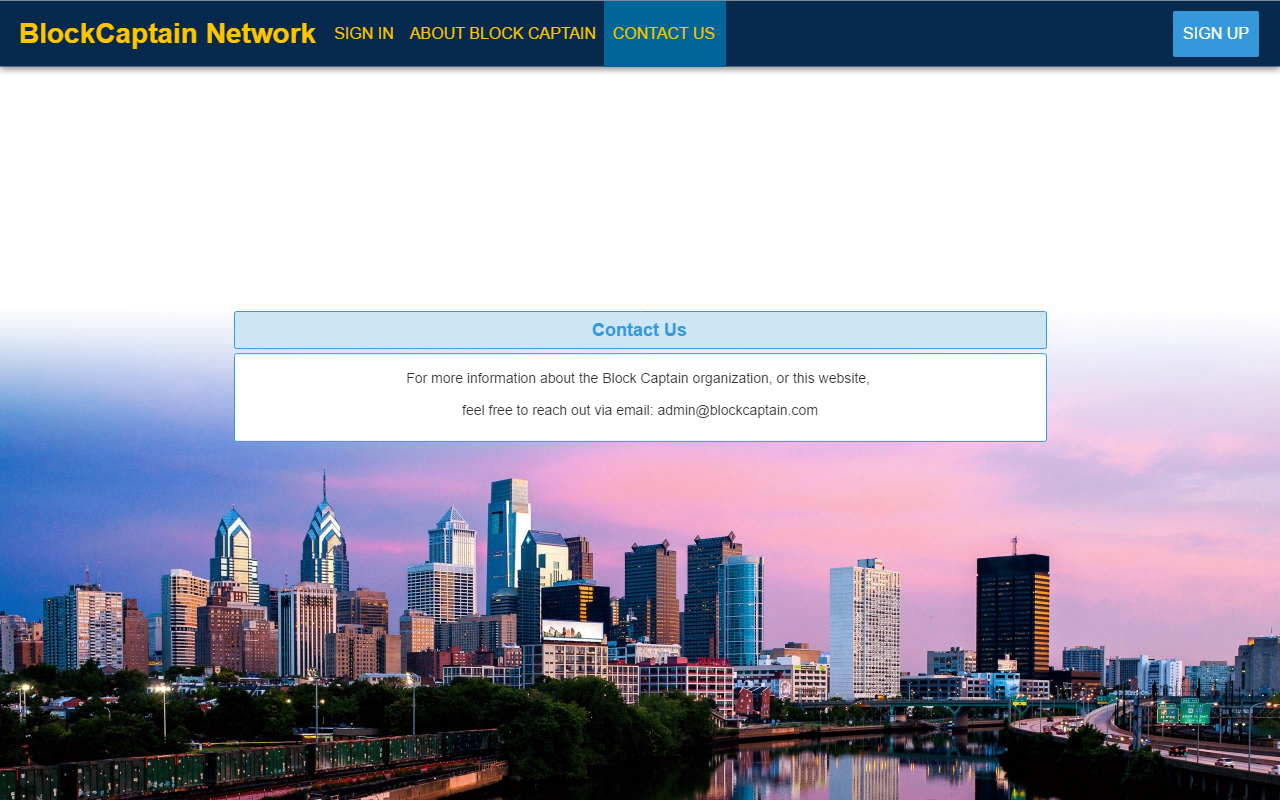 BlockCaptain Network SIGN IN ABOUT BLOCK CAPTAIN CONTACT US SIGN UP
Contact Us
For more information about the Block Captain organization, or this website,
feel free to reach out via email: admin@blockcaptain.com